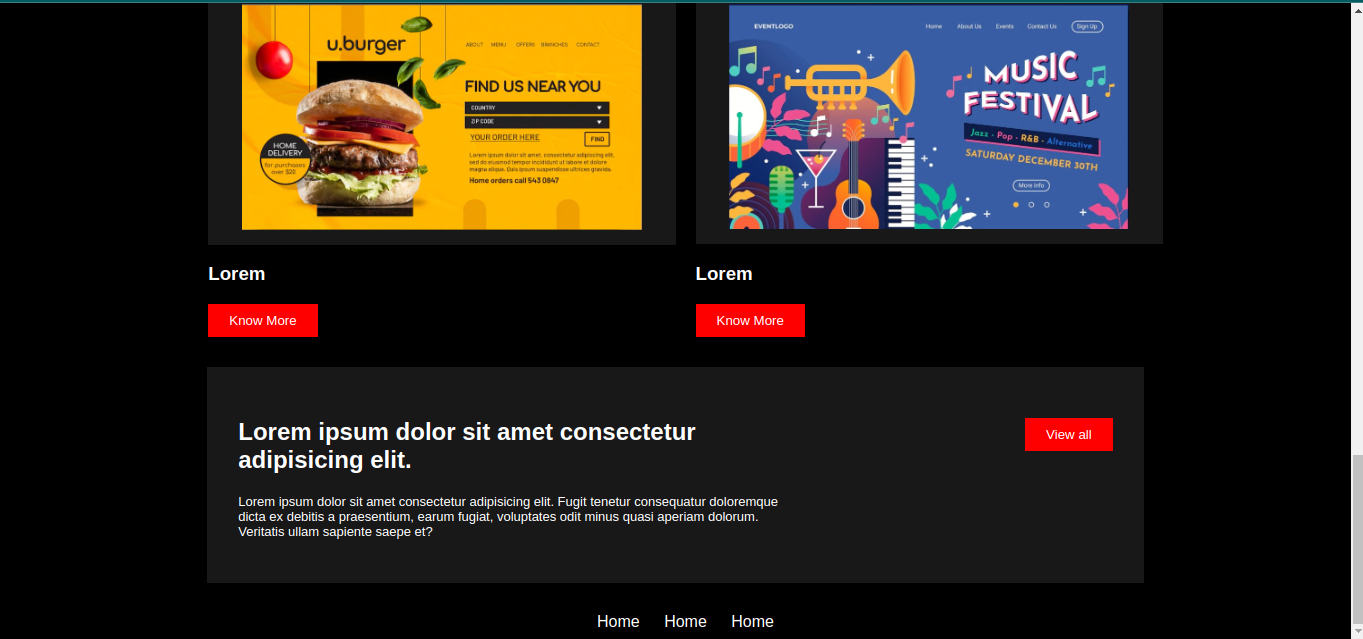 u.burger
ABOUT MENU OFFERS BRANCHES CONTACT
FIND US NEAR YOU
COUNTRY
ZIP CODE
YOUR ORDER HERE
FIND
HOME
DELIVERY
for purchases
over $20
Lorem ipsum dolor sit amet, consectetur adipiscing elit,
sed do eiusmod tempor incididunt ut labore et dolore
magna aliqua. Quis ipsum suspendisse ultrices gravida.
Home orders call 543 0847
EVENTLOGO
Home About Us Events Contact Us Sign Up
MUSIC
FESTIVAL
Jazz - Pop - R&B - Alternative
SATURDAY DECEMBER 30TH
More Info
Lorem
Know More
Lorem
Know More
Lorem ipsum dolor sit amet consectetur
adipisicing elit.
View all
Lorem ipsum dolor sit amet consectetur adipisicing elit. Fugit tenetur consequatur doloremque
dicta ex debitis a praesentium, earum fugiat, voluptates odit minus quasi aperiam dolorum.
Veritatis ullam sapiente saepe et?
Home Home Home